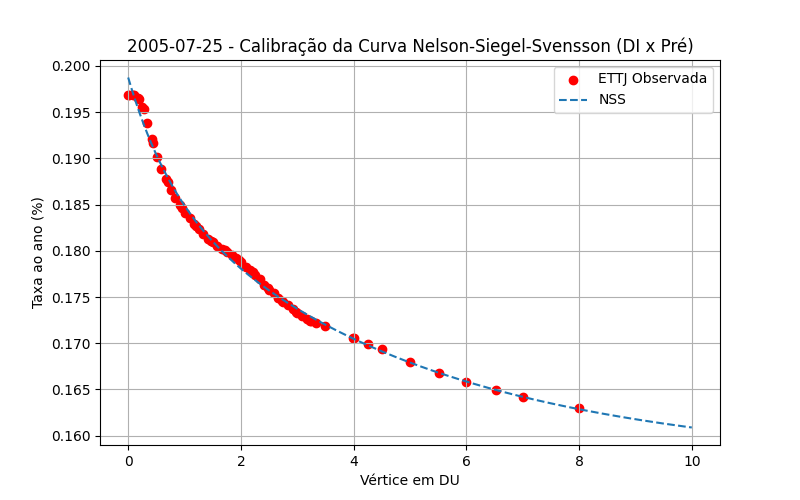 2005-07-25 - Calibração da Curva Nelson-Siegel-Svensson (DI x Pré)
ETTJ Observada
NSS
Taxa ao ano (%)
0.200
0.195
0.190
0.185
0.180
0.175
0.170
0.165
0.160
0 2 4 6 8 10
Vértice em DU